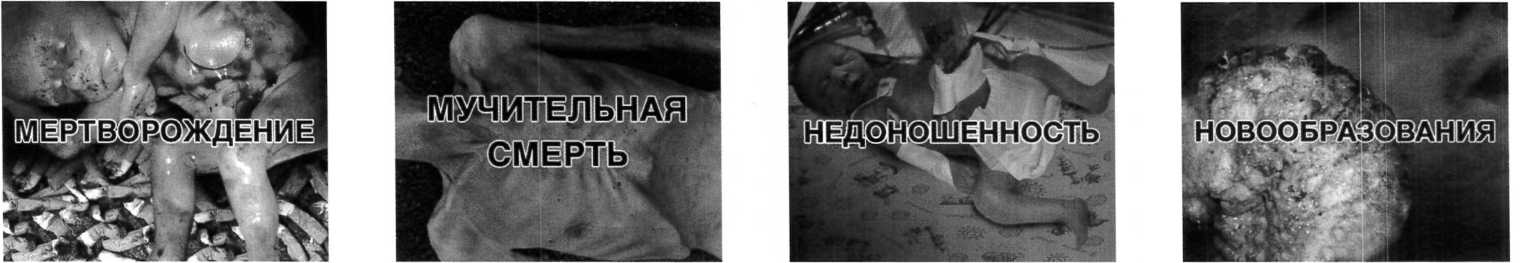 МЕРТВОРОЖДЕНИЕ
МУЧИТЕЛЬНАЯ
СМЕРТЬ
НЕДОНОШЕННОСТЬ
НОВООБРАЗОВАНИЯ